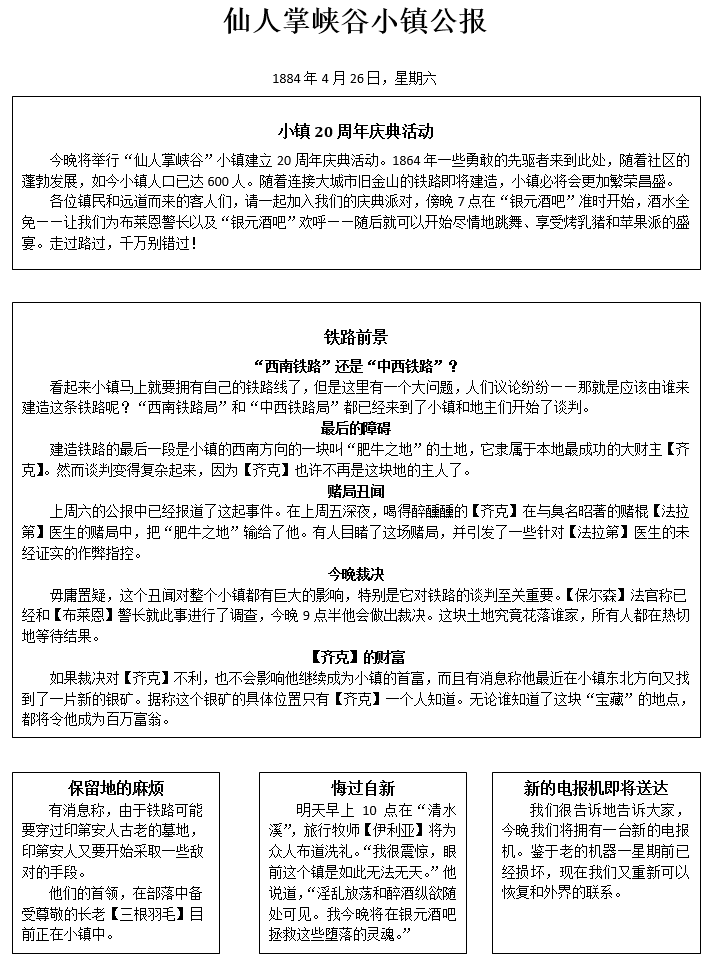 仙人掌峡谷小镇公报
1884 年 4 月 26 日，星期六
小镇 20 周年庆典活动
今晚将举行“仙人掌峡谷”小镇建立 20 周年庆典活动。1864 年一些勇敢的先驱者来到此处，随着社区的
蓬勃发展，如今小镇人口已达 600 人。随着连接大城市旧金山的铁路即将建造，小镇必将会更加繁荣昌盛。
各位镇民和远道而来的客人们，请一起加入我们的庆典派对，傍晚 7 点在“银元酒吧”准时开始，酒水全
免——让我们为布莱恩警长以及“银元酒吧”欢呼——随后就可以开始尽情地跳舞、享受烤乳猪和苹果派的盛
宴。走过路过，千万别错过！
铁路前景
“西南铁路”还是“中西铁路”？
看起来小镇马上就要拥有自己的铁路线了，但是这里有一个大问题，人们议论纷纷——那就是应该由谁来
建造这条铁路呢？“西南铁路局”和“中西铁路局”都已经来到了小镇和地主们开始了谈判。
最后的障碍
建造铁路的最后一段是小镇的西南方向的一块叫“肥牛之地”的土地，它隶属于本地最成功的大财主【齐
克】。然而谈判变得复杂起来，因为【齐克】也许不再是这块地的主人了。
赌局丑闻
上周六的公报中已经报道了这起事件。在上周五深夜，喝得醉醺醺的【齐克】在与臭名昭著的赌棍【法拉
第】医生的赌局中，把“肥牛之地”输给了他。有人目睹了这场赌局，并引发了一些针对【法拉第】医生的未
经证实的作弊指控。
今晚裁决
毋庸置疑，这个丑闻对整个小镇都有巨大的影响，特别是它对铁路的谈判至关重要。【保尔森】法官称已
经和【布莱恩】警长就此事进行了调查，今晚 9 点半他会做出裁决。这块土地究竟花落谁家，所有人都在热切
地等待结果。
【齐克】的财富
如果裁决对【齐克】不利，也不会影响他继续成为小镇的首富，而且有消息称他最近在小镇东北方向又找
到了一片新的银矿。据称这个银矿的具体位置只有【齐克】一个人知道。无论谁知道了这块“宝藏”的地点，
都将令他成为百万富翁。
保留地的麻烦
有消息称，由于铁路可能
要穿过印第安人古老的墓地，
印第安人又要开始采取一些敌
对的手段。
他们的首领，在部落中备
受尊敬的长老【三根羽毛】目
前正在小镇中。
悔过自新
明天早上 10 点在“清水
溪”，旅行牧师【伊利亚】将为
众人布道洗礼。“我很震惊，眼
前这个镇是如此无法无天。”他
说道，“淫乱放荡和醉酒纵欲随
处可见。我今晚将在银元酒吧
拯救这些堕落的灵魂。”
新的电报机即将送达
我们很告诉地告诉大家，
今晚我们将拥有一台新的电报
机。鉴于老的机器一星期前已
经损坏，现在我们又重新可以
恢复和外界的联系。